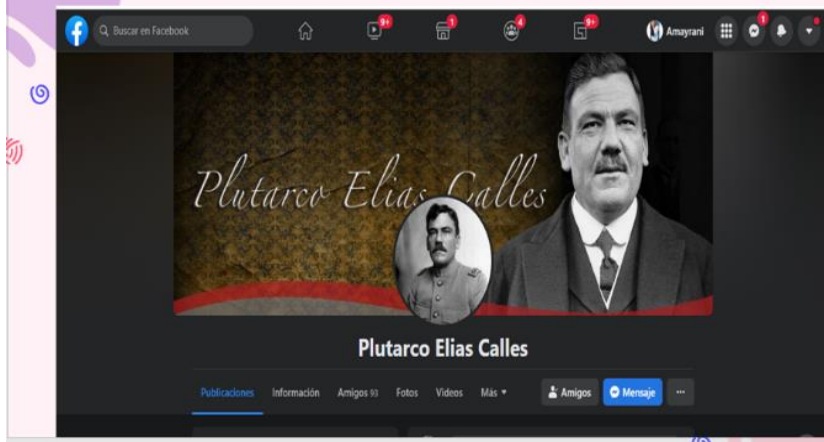 Buscar en Facebook
9+
1
4
9+
Amayrani
1
Plutarco Elias Calles
Plutarco Elias Calles
Publicaciones Información Amigos 93 Fotos Videos Más Amigos Mensaje ...